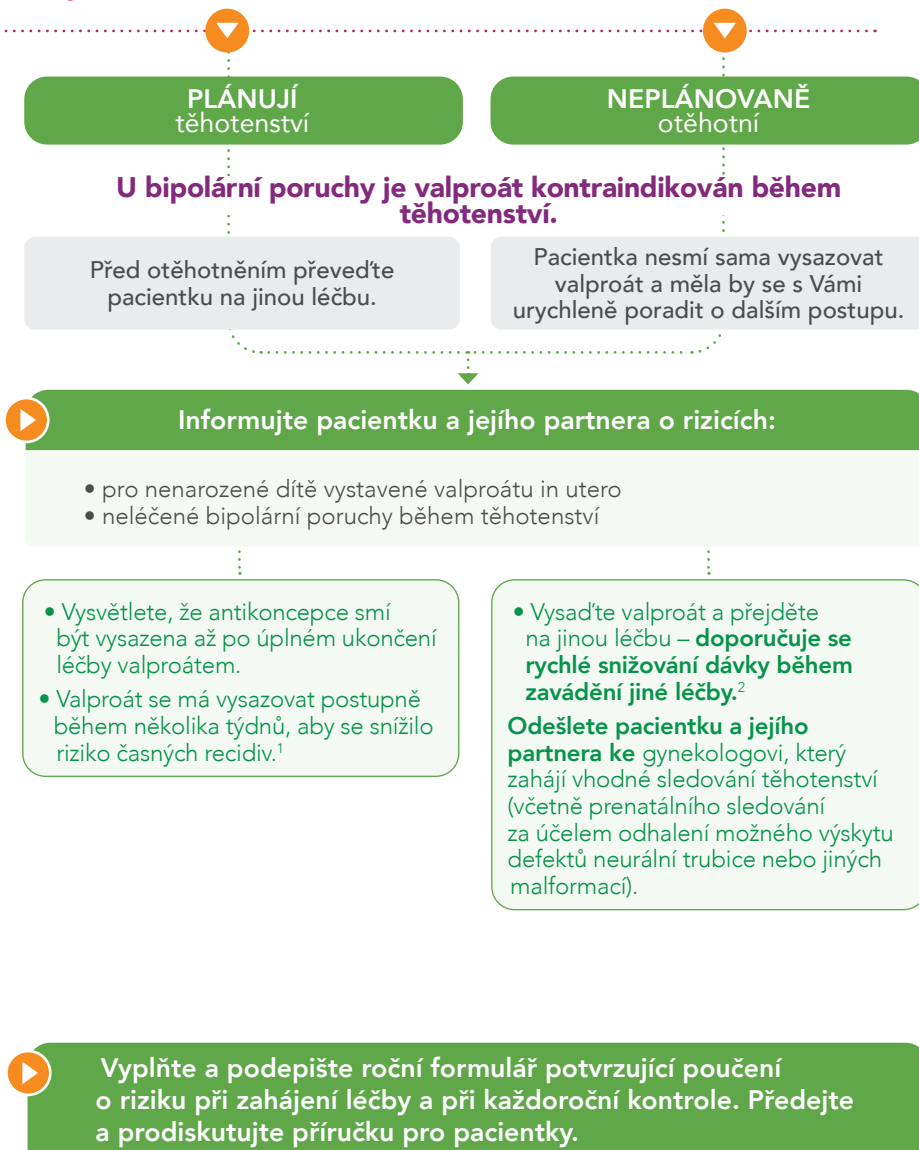 PLÁNUJÍ
těhotenství
NEPLÁNOVANĚ
otěhotní
U bipolární poruchy je valproát kontraindikován během
těhotenství.
Před otěhotněním převeďte
pacientku na jinou léčbu.
Pacientka nesmí sama vysazovat
valproát a měla by se s Vámi
urychleně poradit o dalším postupu.
Informujte pacientku a jejího partnera o rizicích:
• pro nenarozené dítě vystavené valproátu in utero
• neléčené bipolární poruchy během těhotenství
• Vysvětlete, že antikoncepce smí
být vysazena až po úplném ukončení
léčby valproátem.
• Valproát se má vysazovat postupně
během několika týdnů, aby se snížilo
riziko časných recidiv.1
• Vysaďte valproát a přejděte
na jinou léčbu – doporučuje se
rychlé snižování dávky během
zavádění jiné léčby.2
Odešlete pacientku a jejího
partnera ke gynekologovi, který
zahájí vhodné sledování těhotenství
(včetně prenatálního sledování
za účelem odhalení možného výskytu
defektů neurální trubice nebo jiných
malformací).
Vyplňte a podepište roční formulář potvrzující poučení
o riziku při zahájení léčby a při každoroční kontrole. Předejte
a prodiskutujte příručku pro pacientky.